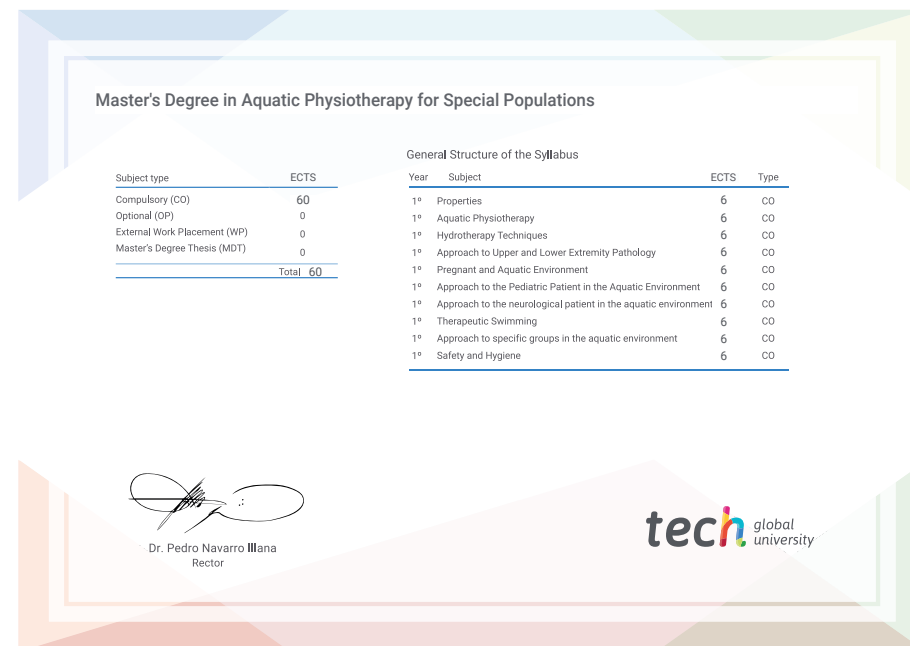 Master's Degree in Aquatic Physiotherapy for Special Populations
General Structure of the Syllabus
Subject type ECTS
Compulsory (CO) 60
Optional (OP) 0
External Work Placement (WP) 0
Master's Degree Thesis (MDT) 0
Total 60
Year Subject ECTS Type
1º Properties 6 CO
1º Aquatic Physiotherapy 6 CO
1º Hydrotherapy Techniques 6 CO
1º Approach to Upper and Lower Extremity Pathology 6 CO
1º Pregnant and Aquatic Environment 6 CO
1º Approach to the Pediatric Patient in the Aquatic Environment 6 CO
1º Approach to the neurological patient in the aquatic environment 6 CO
1º Therapeutic Swimming 6 CO
1º Approach to specific groups in the aquatic environment 6 CO
1º Safety and Hygiene 6 CO
Dr. Pedro Navarro Illana
Rector
tech global
university